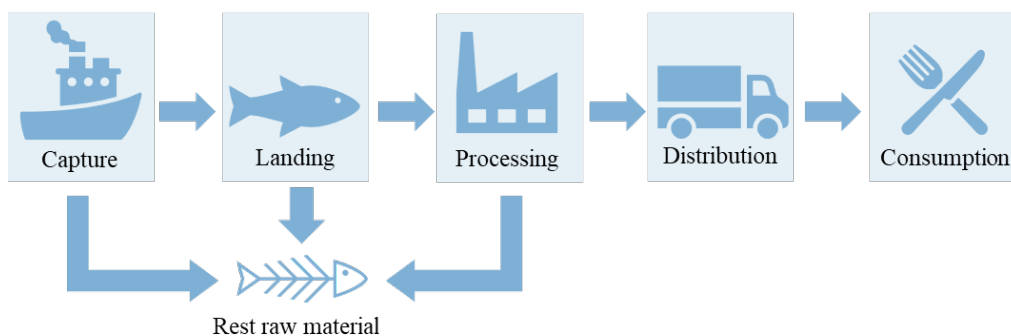 Capture
Landing
Processing
Distribution
Consumption
Rest raw material